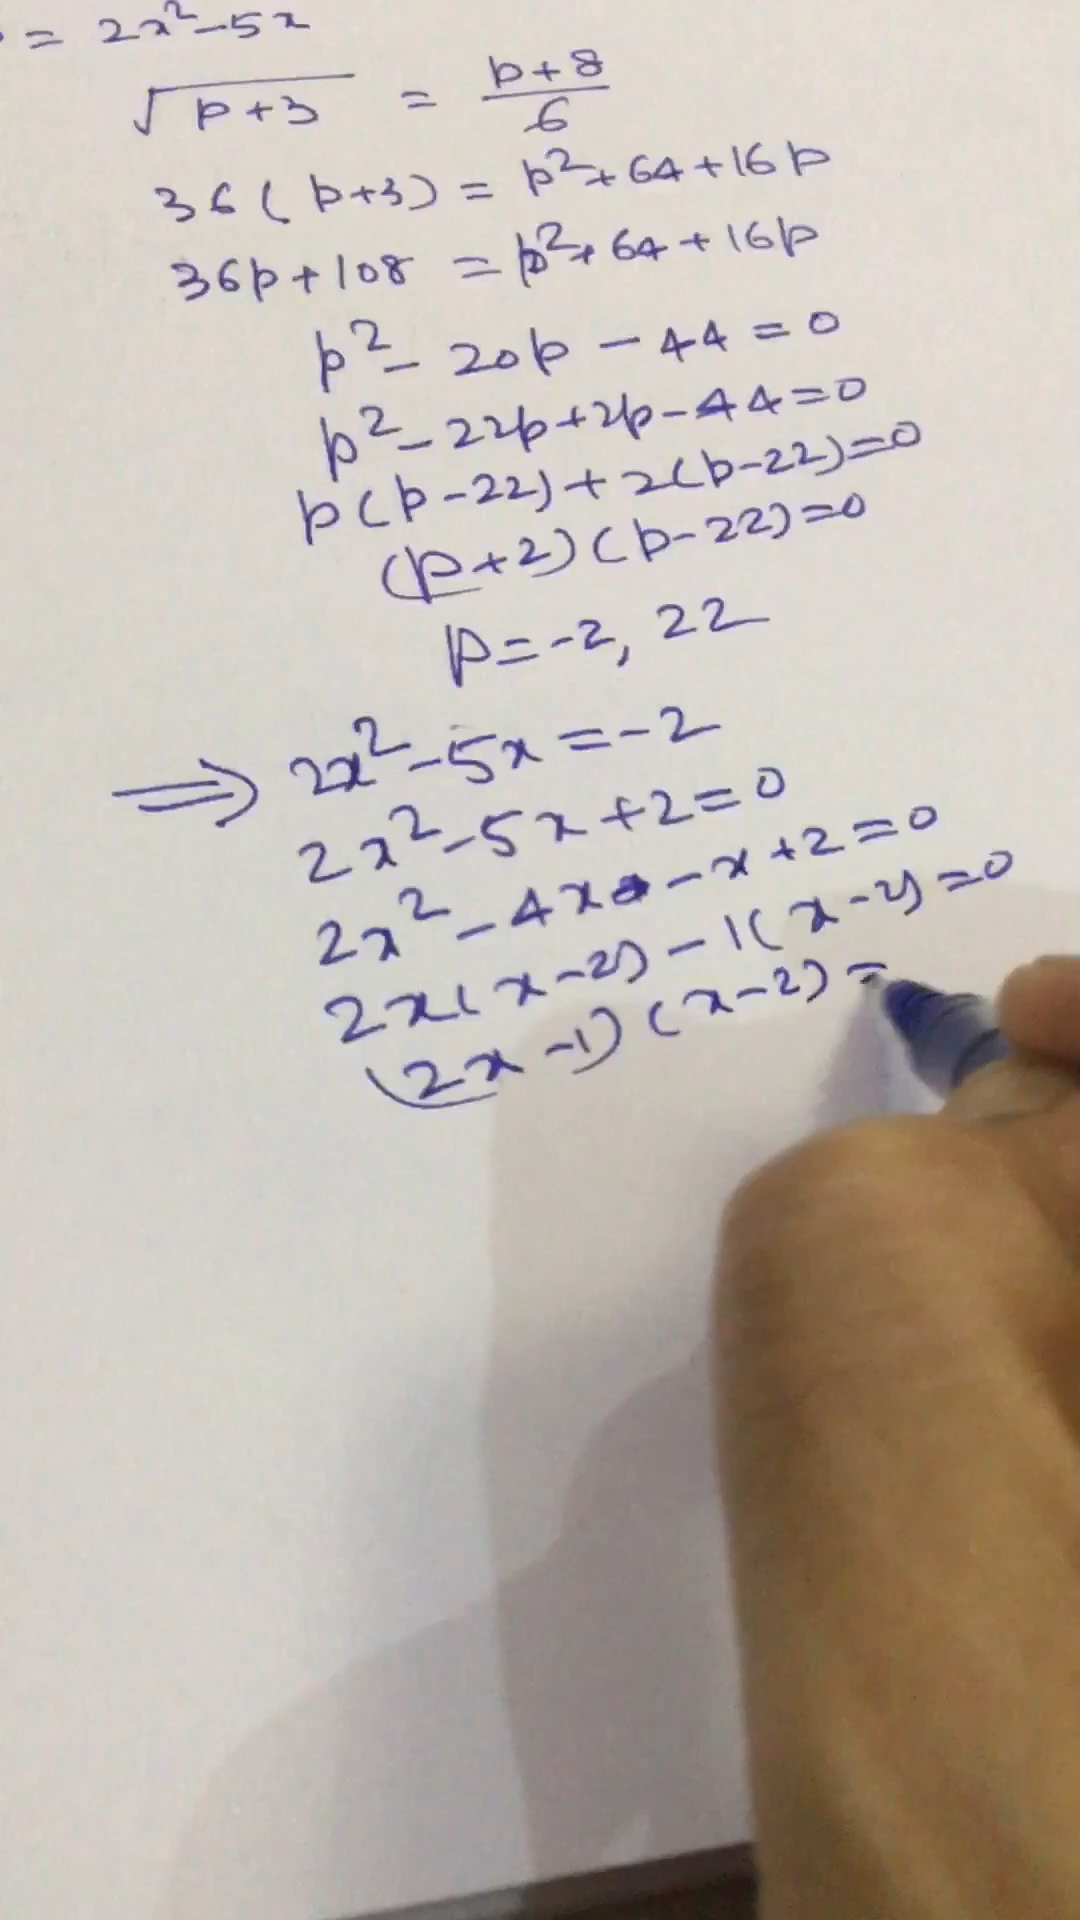 = 2x²-5x
√(p+3) = (p+8)/6
36(p+3) = p²+64+16p
36p+108 = p²+64+16p
p²-20p-44=0
p²-22p+2p-44=0
p(p-22)+2(p-22)=0
(p+2)(p-22)=0
p=-2, 22
⇒ 2x²-5x=-2
2x²-5x+2=0
2x²-4x-x+2=0
2x(x-2)-1(x-2)=0
(2x-1)(x-2)=